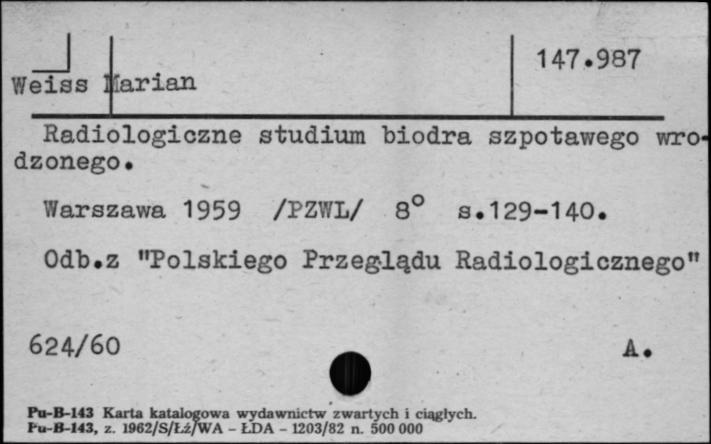 147.987
Weiss Marian
Radiologiczne studium biodra szpotawego wro-
dzonego.
Warszawa 1959 /PZWL/ 8° s.129-140.
Odb.z "Polskiego Przeglądu Radiologicznego"
624/60 A.
Pu-B-143 Karta katalogowa wydawnictw zwartych i ciągłych.
Pu-B-143, z. 1962/S/Łź/WA - ŁDA - 1203/82 n. 500 000